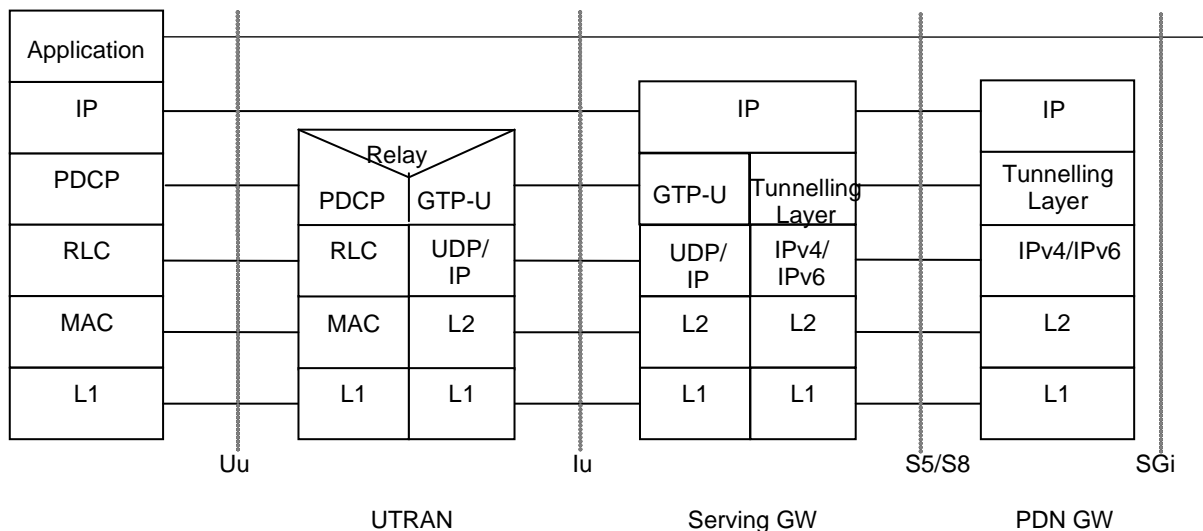 Application
IP
PDCP
RLC
MAC
L1
Relay
PDCP
GTP-U
RLC
UDP/
IP
MAC
L2
L1
L1
IP
GTP-U
Tunnelling
Layer
UDP/
IP
IPv4/
IPv6
L2
L2
L1
L1
IP
Tunnelling
Layer
IPv4/IPv6
L2
L1
Uu
Iu
S5/S8
SGi
UTRAN
Serving GW
PDN GW